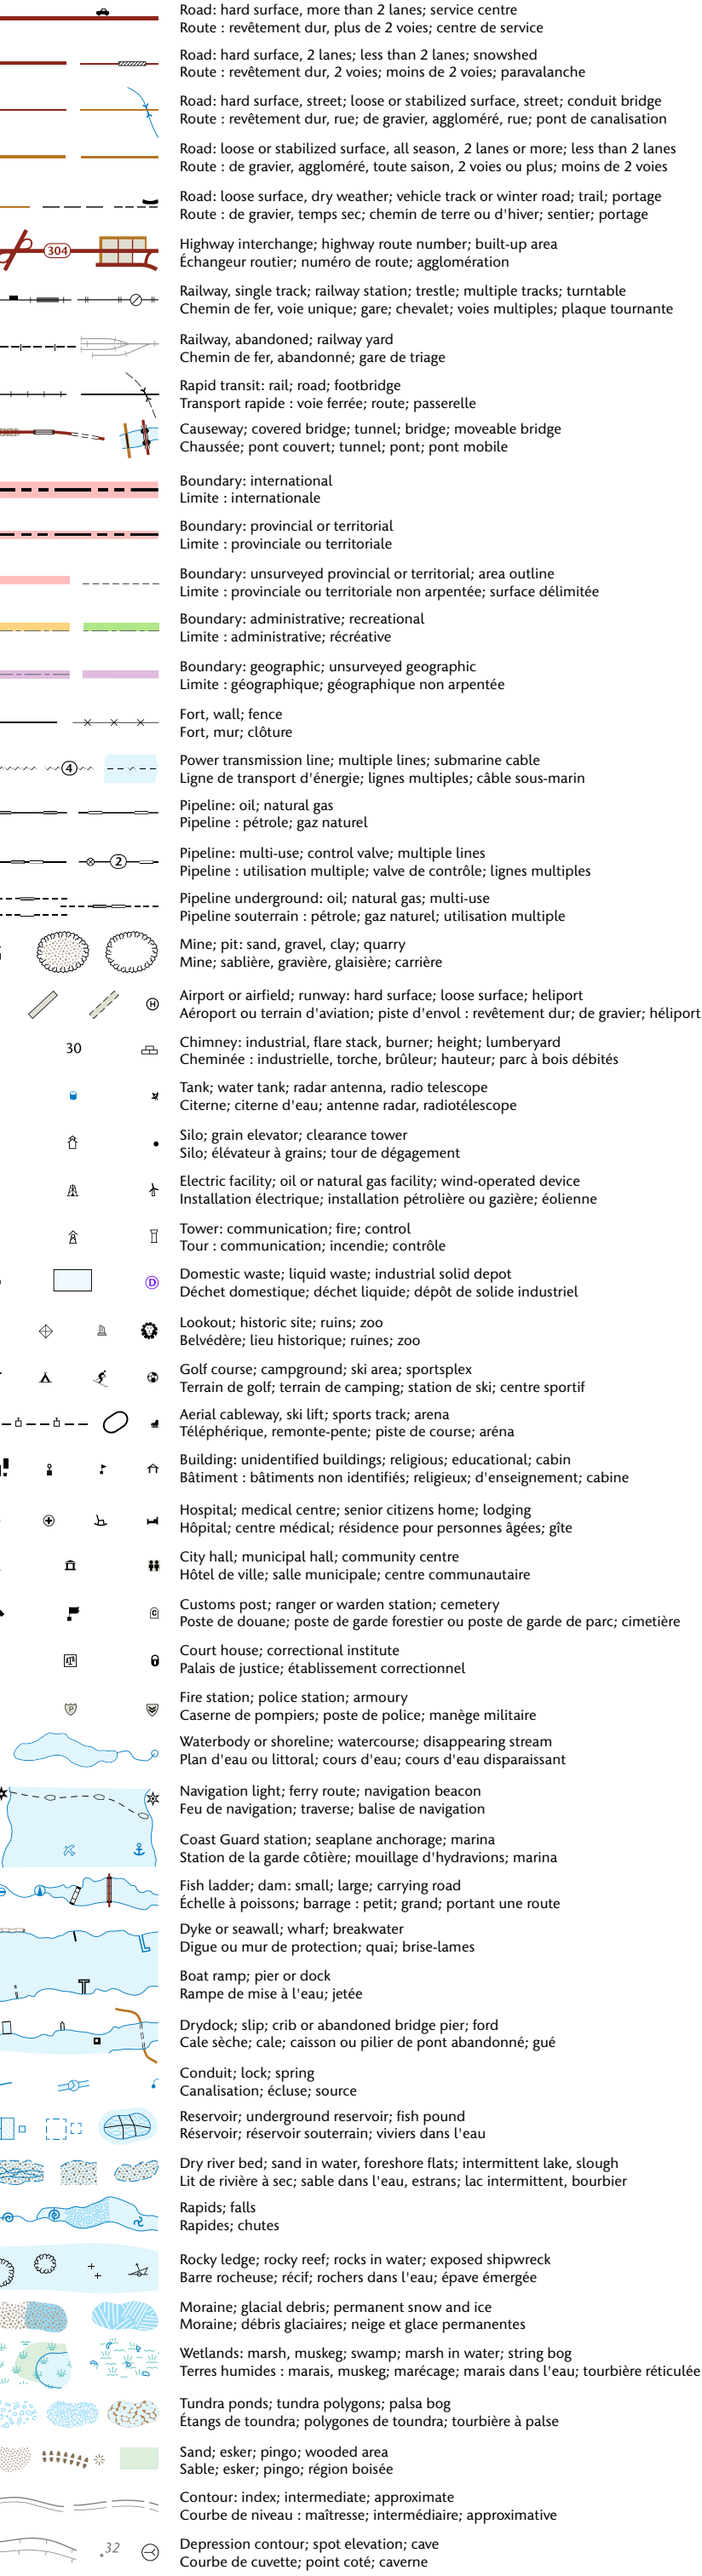 Road: hard surface, more than 2 lanes; service centre
Route : revêtement dur, plus de 2 voies; centre de service
Road: hard surface, 2 lanes; less than 2 lanes; snowshed
Route : revêtement dur, 2 voies; moins de 2 voies; paravalanche
Road: hard surface, street; loose or stabilized surface, street; conduit bridge
Route : revêtement dur, rue; de gravier, aggloméré, rue; pont de canalisation
Road: loose or stabilized surface, all season, 2 lanes or more; less than 2 lanes
Route : de gravier, aggloméré, toute saison, 2 voies ou plus; moins de 2 voies
Road: loose surface, dry weather; vehicle track or winter road; trail; portage
Route : de gravier, temps sec; chemin de terre ou d'hiver; sentier; portage
304
Highway interchange; highway route number; built-up area
Échangeur routier; numéro de route; agglomération
Railway, single track; railway station; trestle; multiple tracks; turntable
Chemin de fer, voie unique; gare; chevalet; voies multiples; plaque tournante
Railway, abandoned; railway yard
Chemin de fer, abandonné; gare de triage
Rapid transit: rail; road; footbridge
Transport rapide : voie ferrée; route; passerelle
Causeway; covered bridge; tunnel; bridge; moveable bridge
Chaussée; pont couvert; tunnel; pont; pont mobile
Boundary: international
Limite : internationale
Boundary: provincial or territorial
Limite : provinciale ou territoriale
Boundary: unsurveyed provincial or territorial; area outline
Limite : provinciale ou territoriale non arpentée; surface délimitée
Boundary: administrative; recreational
Limite : administrative; récréative
Boundary: geographic; unsurveyed geographic
Limite : géographique; géographique non arpentée
Fort, wall; fence
Fort, mur; clôture
4
Power transmission line; multiple lines; submarine cable
Ligne de transport d'énergie; lignes multiples; câble sous-marin
Pipeline: oil; natural gas
Pipeline : pétrole; gaz naturel
2
Pipeline: multi-use; control valve; multiple lines
Pipeline : utilisation multiple; valve de contrôle; lignes multiples
Pipeline underground: oil; natural gas; multi-use
Pipeline souterrain : pétrole; gaz naturel; utilisation multiple
Mine; pit: sand, gravel, clay; quarry
Mine; sablière, gravière, glaisière; carrière
H
Airport or airfield; runway: hard surface; loose surface; heliport
Aéroport ou terrain d'aviation; piste d'envol : revêtement dur; de gravier; héliport
30
Chimney: industrial, flare stack, burner; height; lumberyard
Cheminée : industrielle, torche, brûleur; hauteur; parc à bois débités
Tank; water tank; radar antenna, radio telescope
Citerne; citerne d'eau; antenne radar, radiotélescope
Silo; grain elevator; clearance tower
Silo; élévateur à grains; tour de dégagement
Electric facility; oil or natural gas facility; wind-operated device
Installation électrique; installation pétrolière ou gazière; éolienne
Tower: communication; fire; control
Tour : communication; incendie; contrôle
D
Domestic waste; liquid waste; industrial solid depot
Déchet domestique; déchet liquide; dépôt de solide industriel
Lookout; historic site; ruins; zoo
Belvédère; lieu historique; ruines; zoo
Golf course; campground; ski area; sportsplex
Terrain de golf; terrain de camping; station de ski; centre sportif
Aerial cableway, ski lift; sports track; arena
Téléphérique, remonte-pente; piste de course; aréna
Building: unidentified buildings; religious; educational; cabin
Bâtiment : bâtiments non identifiés; religieux; d'enseignement; cabine
Hospital; medical centre; senior citizens home; lodging
Hôpital; centre médical; résidence pour personnes âgées; gîte
City hall; municipal hall; community centre
Hôtel de ville; salle municipale; centre communautaire
C
Customs post; ranger or warden station; cemetery
Poste de douane; poste de garde forestier ou poste de garde de parc; cimetière
Court house; correctional institute
Palais de justice; établissement correctionnel
P
Fire station; police station; armoury
Caserne de pompiers; poste de police; manège militaire
Waterbody or shoreline; watercourse; disappearing stream
Plan d'eau ou littoral; cours d'eau; cours d'eau disparaissant
Navigation light; ferry route; navigation beacon
Feu de navigation; traverse; balise de navigation
Coast Guard station; seaplane anchorage; marina
Station de la garde côtière; mouillage d'hydravions; marina
Fish ladder; dam: small; large; carrying road
Échelle à poissons; barrage : petit; grand; portant une route
Dyke or seawall; wharf; breakwater
Digue ou mur de protection; quai; brise-lames
Boat ramp; pier or dock
Rampe de mise à l'eau; jetée
Drydock; slip; crib or abandoned bridge pier; ford
Cale sèche; cale; caisson ou pilier de pont abandonné; gué
Conduit; lock; spring
Canalisation; écluse; source
Reservoir; underground reservoir; fish pound
Réservoir; réservoir souterrain; viviers dans l'eau
Dry river bed; sand in water, foreshore flats; intermittent lake, slough
Lit de rivière à sec; sable dans l'eau, estrans; lac intermittent, bourbier
Rapids; falls
Rapides; chutes
Rocky ledge; rocky reef; rocks in water; exposed shipwreck
Barre rocheuse; récif; rochers dans l'eau; épave émergée
Moraine; glacial debris; permanent snow and ice
Moraine; débris glaciaires; neige et glace permanentes
Wetlands: marsh, muskeg; swamp; marsh in water; string bog
Terres humides : marais, muskeg; marécage; marais dans l'eau; tourbière réticulée
Tundra ponds; tundra polygons; palsa bog
Étangs de toundra; polygones de toundra; tourbière à palse
Sand; esker; pingo; wooded area
Sable; esker; pingo; région boisée
Contour: index; intermediate; approximate
Courbe de niveau : maîtresse; intermédiaire; approximative
.32
Depression contour; spot elevation; cave
Courbe de cuvette; point coté; caverne